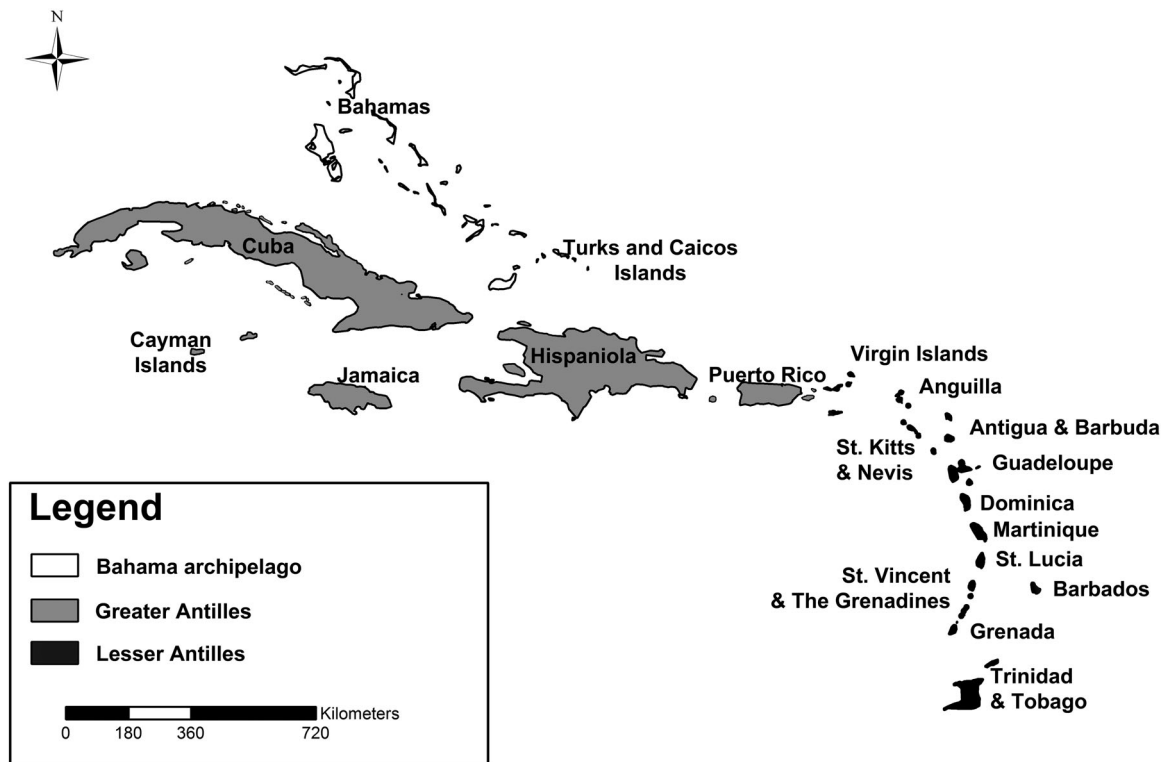 N
Bahamas
Cuba
Turks and Caicos
Islands
Cayman
Islands
Jamaica
Hispaniola
Puerto Rico
Virgin Islands
Anguilla
Antigua & Barbuda
St. Kitts
& Nevis
Guadeloupe
Dominica
Martinique
St. Lucia
St. Vincent
& The Grenadines
Barbados
Grenada
Trinidad
& Tobago
Legend
Bahama archipelago
Greater Antilles
Lesser Antilles
Kilometers
0 180 360 720